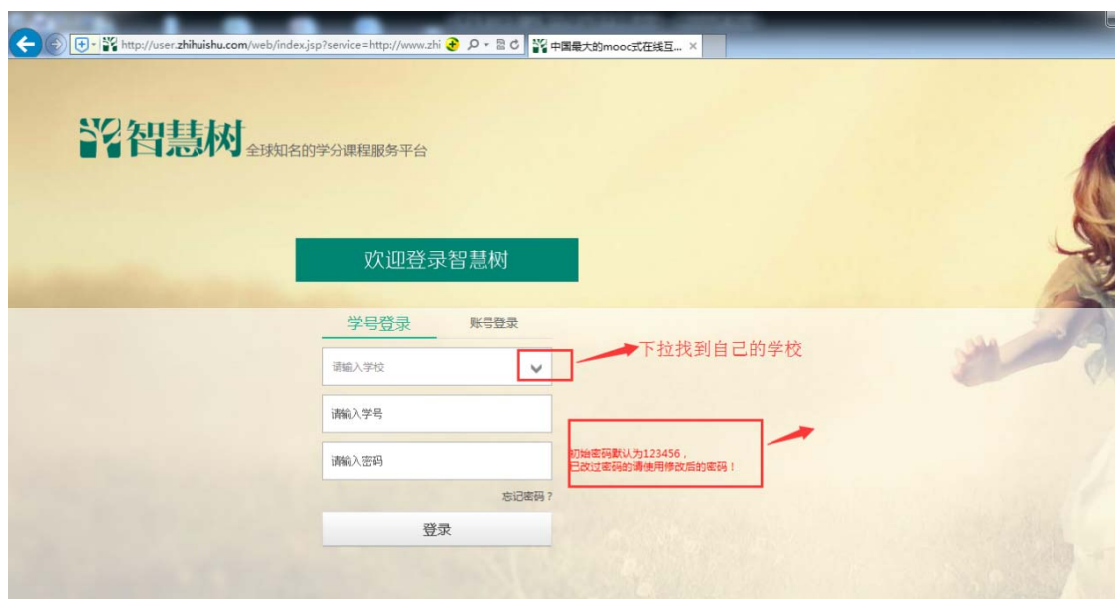 http://user.zhihuishu.com/web/index.jsp?service=http://www.zhi
中国最大的mooc式在线互...
智慧树 全球知名的学分课程服务平台
欢迎登录智慧树
学号登录 账号登录
请输入学校
下拉找到自己的学校
请输入学号
请输入密码
初始密码默认为123456，
已改过密码的请使用修改后的密码！
忘记密码？
登录